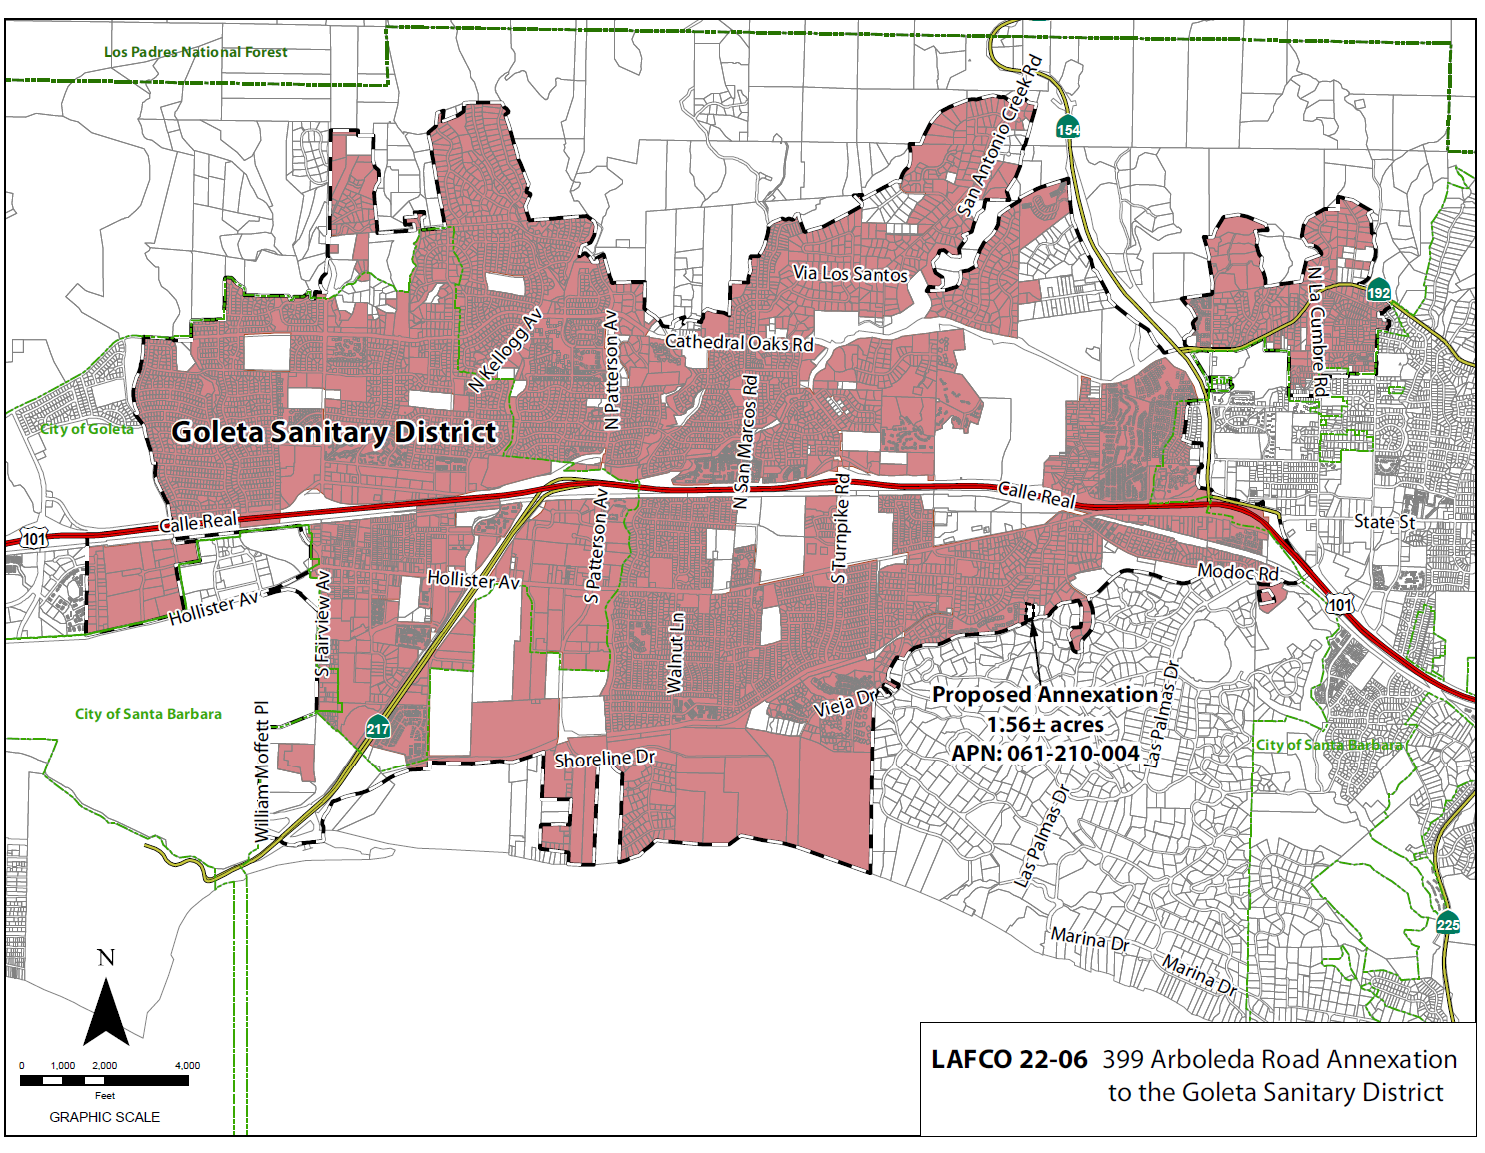 Los Padres National Forest
San Antonio Creek Rd
154
Via Los Santos
192
N La Cumbre Rd
N Kellogg Av
N Patterson Av
Cathedral Oaks Rd
N San Marcos Rd
City of Goleta
Goleta Sanitary District
Calle Real
Calle Real
101
State St
S Turnpike Rd
S Patterson Av
Hollister Av
Hollister Av
S Fairview Av
Modoc Rd
101
Walnut Ln
Vieja Dr
Proposed Annexation
1.56± acres
APN: 061-210-004
Las Palmas Dr
City of Santa Barbara
City of Santa Barbara
William Moffett Pl
217
Shoreline Dr
Las Palmas Dr
225
Marina Dr
Marina Dr
N
0 1,000 2,000 4,000
Feet
GRAPHIC SCALE
LAFCO 22-06 399 Arboleda Road Annexation
to the Goleta Sanitary District